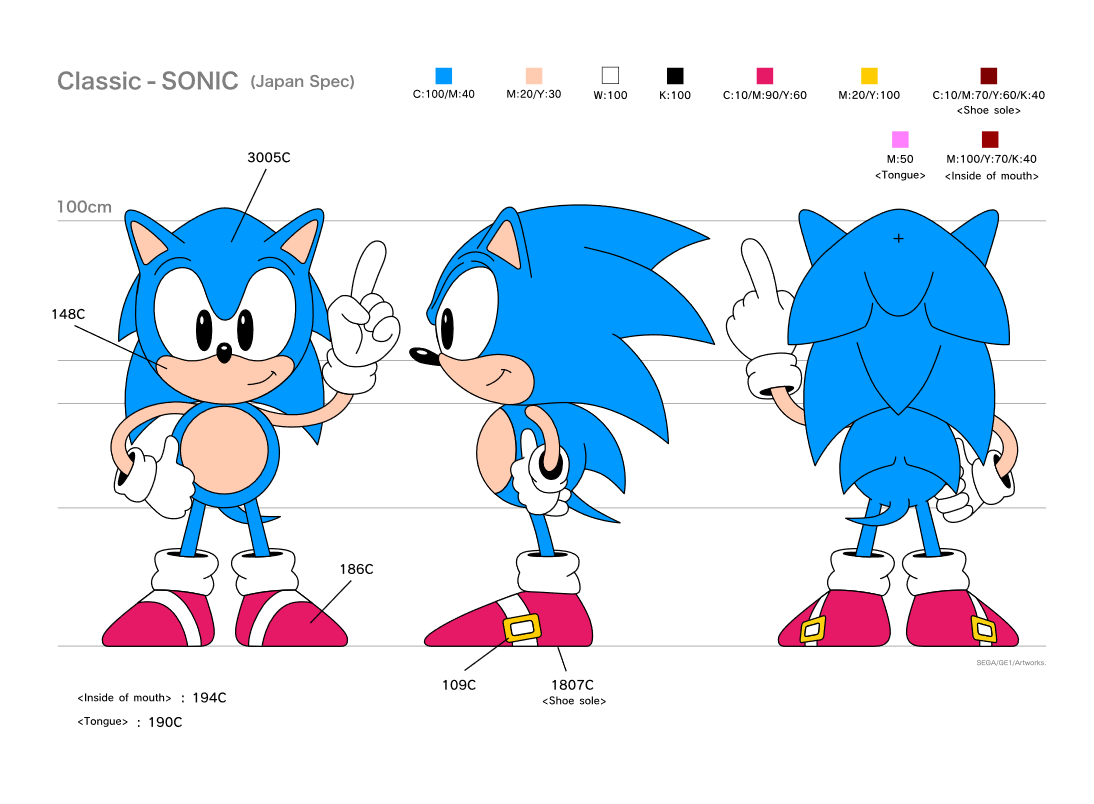 Classic - SONIC (Japan Spec)
C:100/M:40
M:20/Y:30
W:100
K:100
C:10/M:90/Y:60
M:20/Y:100
C:10/M:70/Y:60/K:40
<Shoe sole>
M:50
<Tongue>
M:100/Y:70/K:40
<Inside of mouth>
3005C
100cm
148C
186C
109C
1807C
<Shoe sole>
SEGA/GE1/Artworks.
<Inside of mouth> : 194C
<Tongue> : 190C